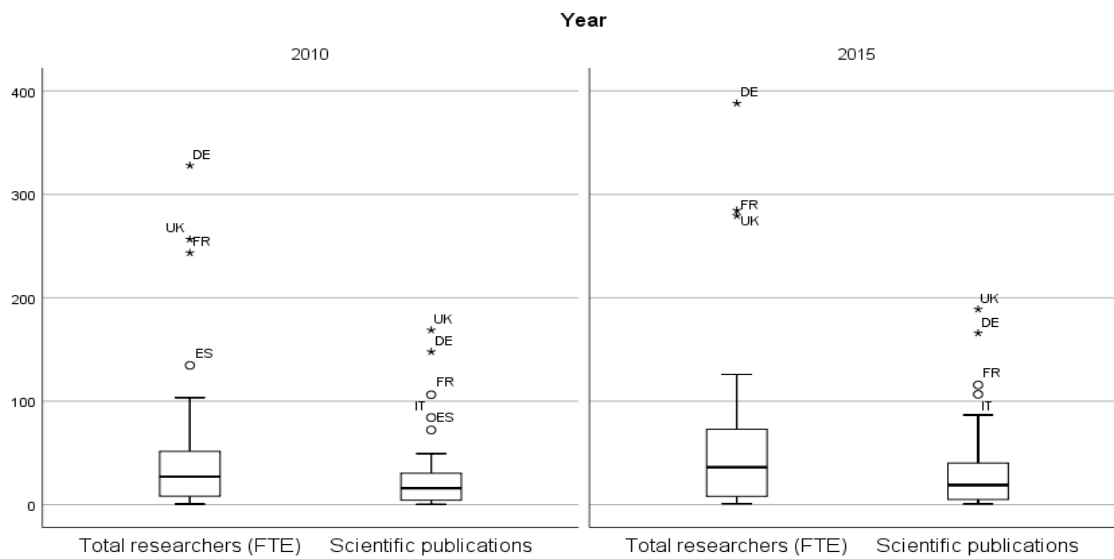 Year
2010
2015
400
300
200
100
0
DE
UK
FR
ES
UK
DE
FR
IT
ES
DE
FR
UK
UK
DE
FR
IT
Total researchers (FTE)
Scientific publications
Total researchers (FTE)
Scientific publications